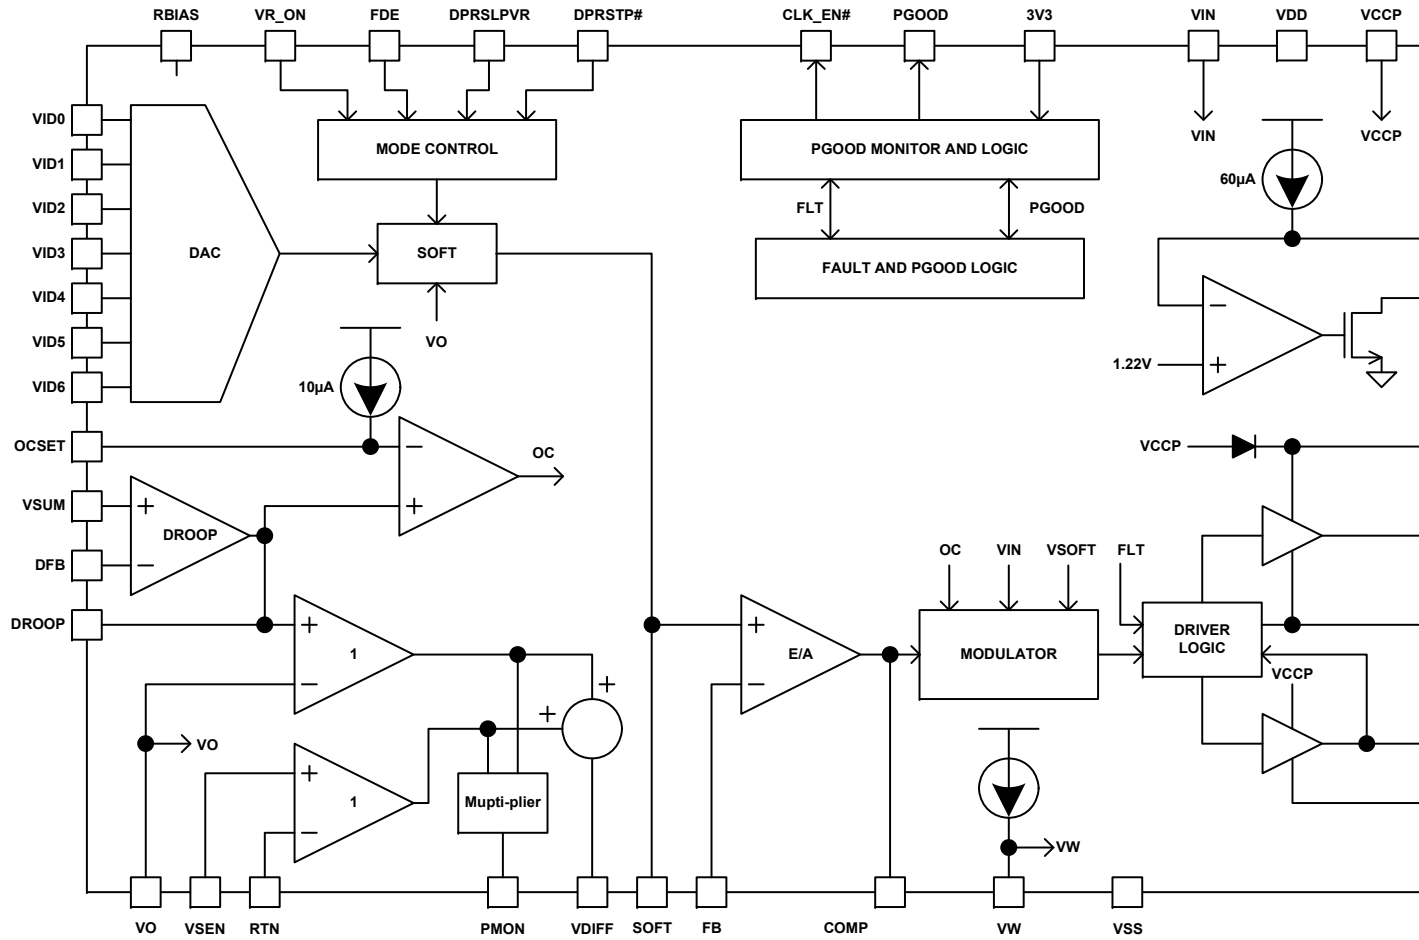 RBIAS VR_ON FDE DPRSLPVR DPRSTP# CLK_EN# PGOOD 3V3 VIN VDD VCCP
VID0
VID1
VID2
VID3
VID4
VID5
VID6
DAC
MODE CONTROL
SOFT
VO
PGOOD MONITOR AND LOGIC
FLT
PGOOD
FAULT AND PGOOD LOGIC
VIN
VCCP
60µA
−
+
1.22V
10µA
OCSET
−
+
OC
VSUM
+
DROOP
DFB
−
DROOP
+
1
−
VO
+
1
−
+
+
Mupti-plier
+
E/A
−
OC VIN VSOFT FLT
MODULATOR
VCCP
DRIVER
LOGIC
VCCP
VW
VO VSEN RTN PMON VDIFF SOFT FB COMP VW VSS